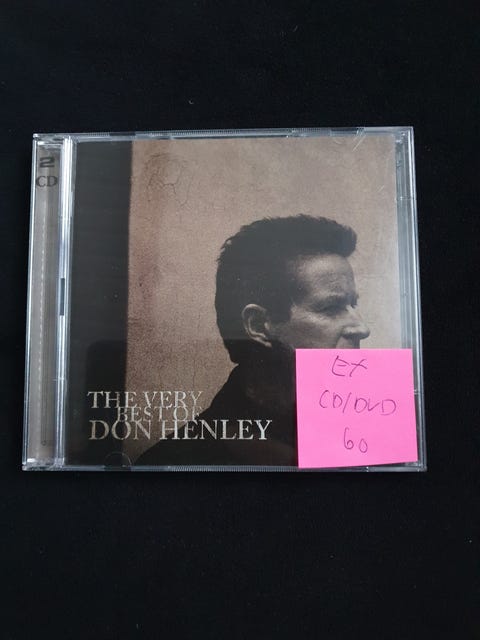 2
CD
THE VERY
BEST OF
DON HENLEY
EX
CD/DVD
60